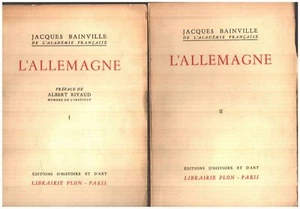 JACQUES BAINVILLE
DE L'ACADÉMIE FRANÇAISE
L'ALLEMAGNE
PRÉFACE DE
ALBERT RIVAUD
MEMBRE DE L'INSTITUT
I
EDITIONS D'HISTOIRE ET D'ART
LIBRAIRIE PLON - PARIS
JACQUES BAINVILLE
DE L'ACADÉMIE FRANÇAISE
L'ALLEMAGNE
II
EDITIONS D'HISTOIRE ET D'ART
LIBRAIRIE PLON - PARIS